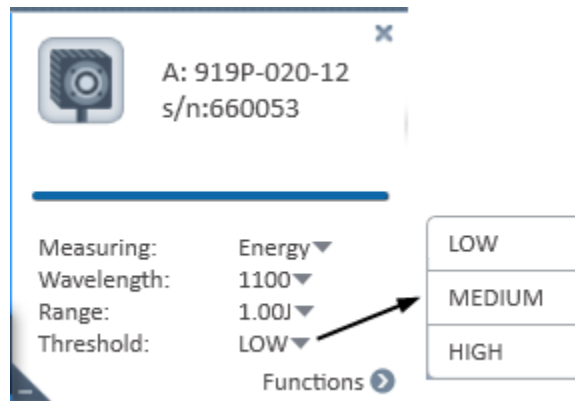 A: 919P-020-12
s/n:660053
Measuring: Energy
Wavelength: 1100
Range: 1.00J
Threshold: LOW
Functions
LOW
MEDIUM
HIGH